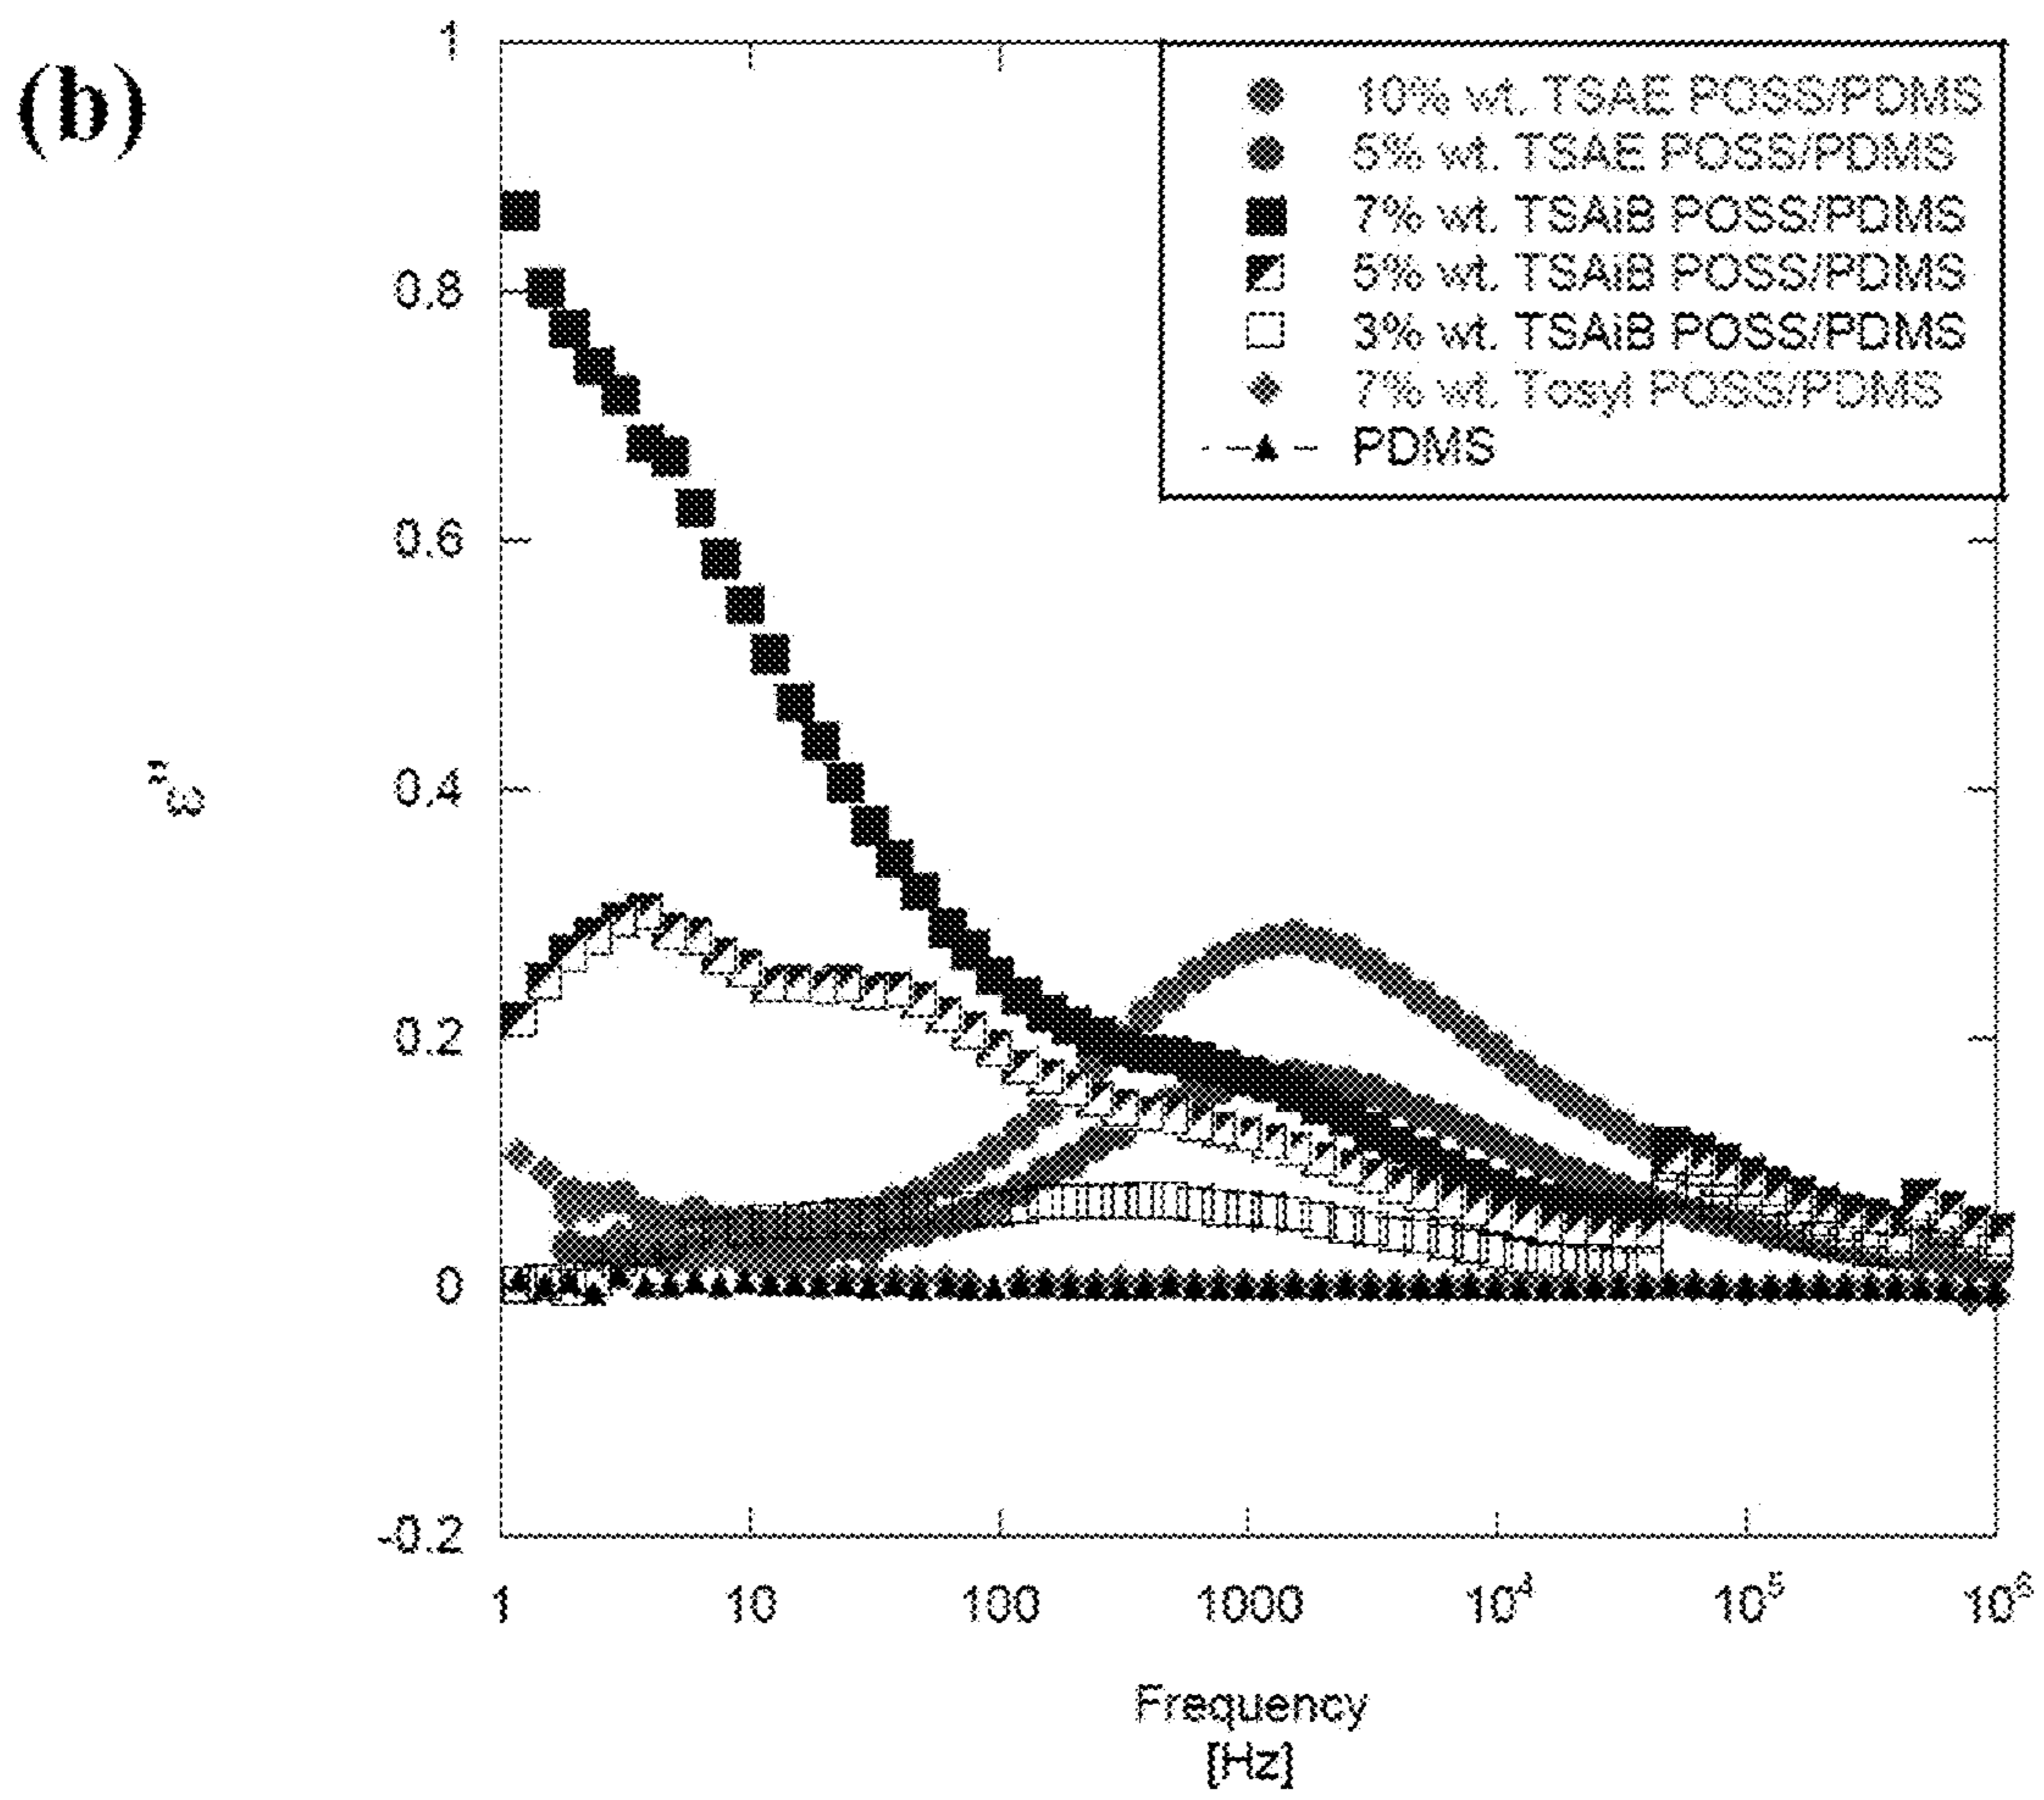 (b)
1
0.8
0.6
0.4
0.2
0
-0.2
ε"
10% wt. TSAE POSS/PDMS
5% wt. TSAE POSS/PDMS
7% wt. TSAiB POSS/PDMS
5% wt. TSAiB POSS/PDMS
3% wt. TSAiB POSS/PDMS
7% wt. Tosyl POSS/PDMS
PDMS
1 10 100 1000 10⁴ 10⁵ 10⁶
Frequency
[Hz]